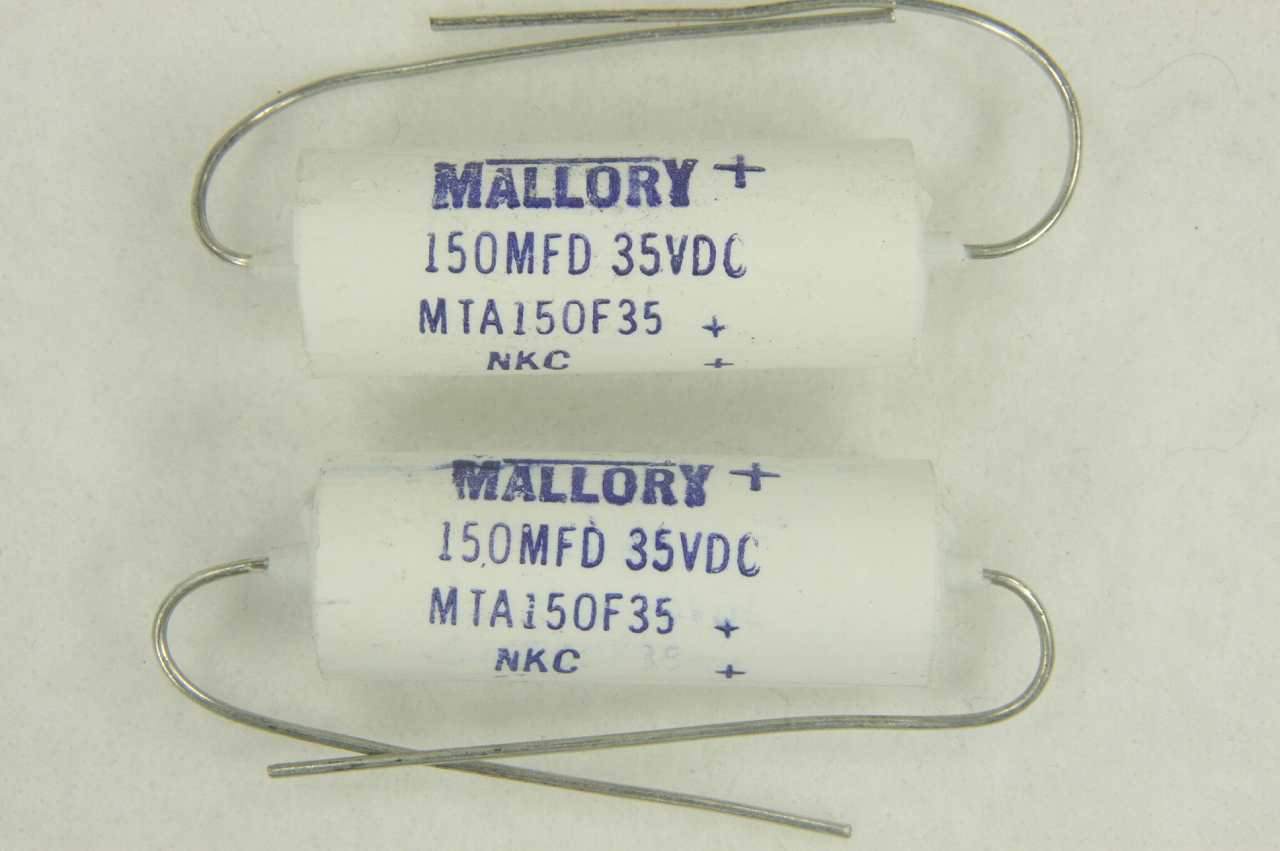 MALLORY +
150MFD 35VDC
MTA150F35 +
NKC +
MALLORY +
150MFD 35VDC
MTA150F35 +
NKC +